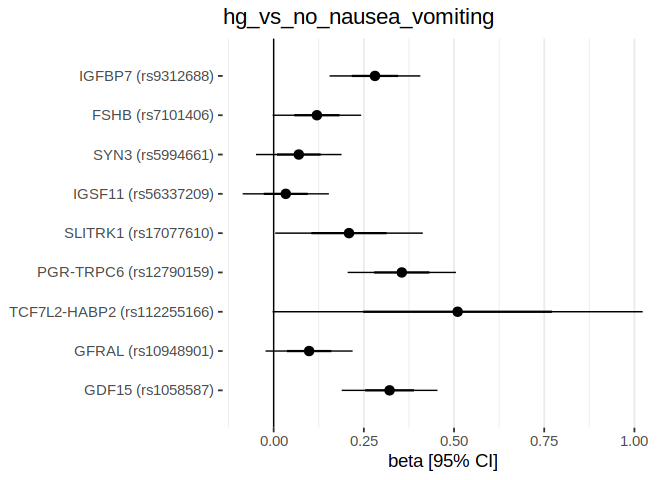 hg_vs_no_nausea_vomiting
IGFBP7 (rs9312688)
FSHB (rs7101406)
SYN3 (rs5994661)
IGSF11 (rs56337209)
SLITRK1 (rs17077610)
PGR-TRPC6 (rs12790159)
TCF7L2-HABP2 (rs112255166)
GFRAL (rs10948901)
GDF15 (rs1058587)
0.00 0.25 0.50 0.75 1.00
beta [95% CI]